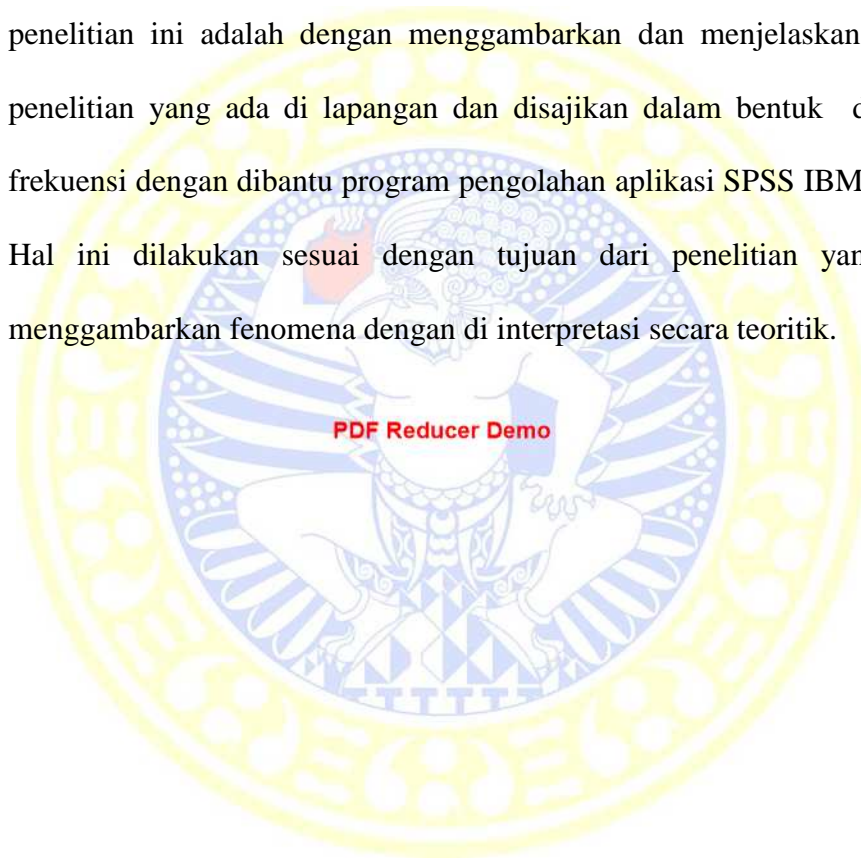 penelitian ini adalah dengan menggambarkan dan menjelaskan
penelitian yang ada di lapangan dan disajikan dalam bentuk
frekuensi dengan dibantu program pengolahan aplikasi SPSS IBM
Hal ini dilakukan sesuai dengan tujuan dari penelitian
menggambarkan fenomena dengan di interpretasi secara teoritik.
PDF Reducer Demo